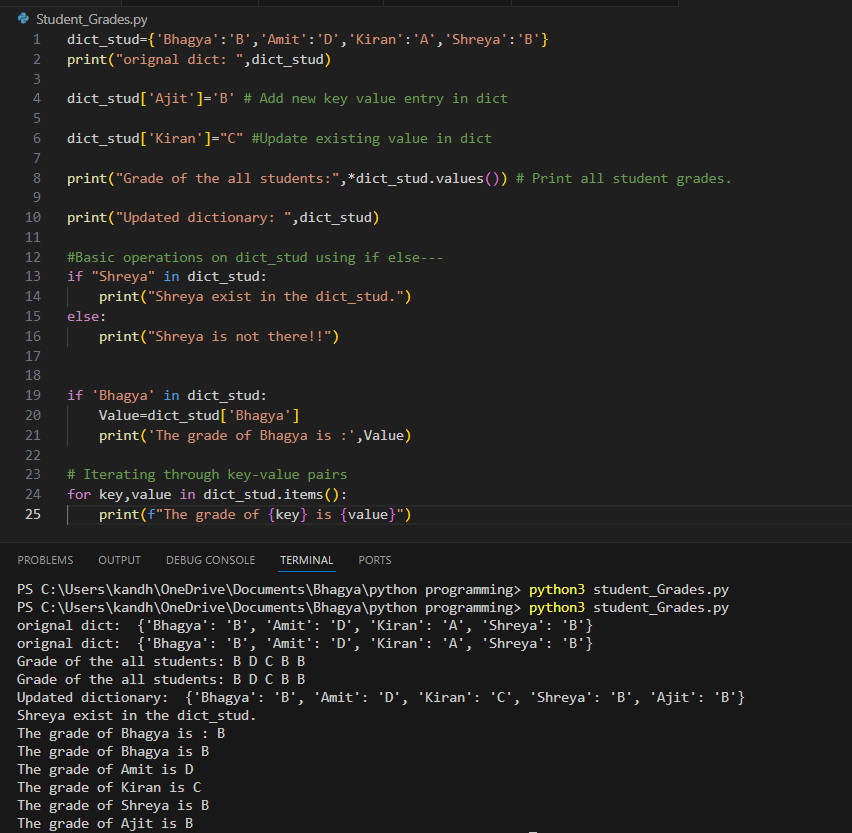 Student_Grades.py
1 dict_stud={'Bhagya':'B','Amit':'D','Kiran':'A','Shreya':'B'}
2 print("orignal dict: ",dict_stud)
3
4 dict_stud['Ajit']='B' # Add new key value entry in dict
5
6 dict_stud['Kiran']="C" #Update existing value in dict
7
8 print("Grade of the all students:",*dict_stud.values()) # Print all student grades.
9
10 print("Updated dictionary: ",dict_stud)
11
12 #Basic operations on dict_stud using if else---
13 if "Shreya" in dict_stud:
14     print("Shreya exist in the dict_stud.")
15 else:
16     print("Shreya is not there!!")
17
18
19 if 'Bhagya' in dict_stud:
20     Value=dict_stud['Bhagya']
21     print('The grade of Bhagya is :',Value)
22
23 # Iterating through key-value pairs
24 for key,value in dict_stud.items():
25     print(f"The grade of {key} is {value}")
PROBLEMS OUTPUT DEBUG CONSOLE TERMINAL PORTS
PS C:\Users\kandh\OneDrive\Documents\Bhagya\python programming> python3 student_Grades.py
PS C:\Users\kandh\OneDrive\Documents\Bhagya\python programming> python3 student_Grades.py
orignal dict:  {'Bhagya': 'B', 'Amit': 'D', 'Kiran': 'A', 'Shreya': 'B'}
orignal dict:  {'Bhagya': 'B', 'Amit': 'D', 'Kiran': 'A', 'Shreya': 'B'}
Grade of the all students: B D C B B
Grade of the all students: B D C B B
Updated dictionary:  {'Bhagya': 'B', 'Amit': 'D', 'Kiran': 'C', 'Shreya': 'B', 'Ajit': 'B'}
Shreya exist in the dict_stud.
The grade of Bhagya is : B
The grade of Bhagya is B
The grade of Amit is D
The grade of Kiran is C
The grade of Shreya is B
The grade of Ajit is B